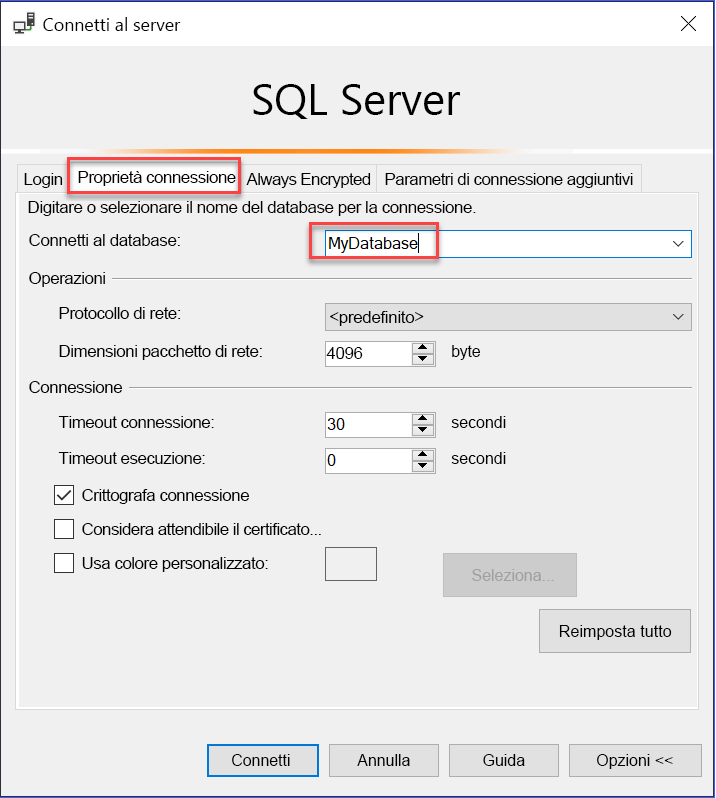 Connetti al server
SQL Server
Login Proprietà connessione Always Encrypted Parametri di connessione aggiuntivi
Digitare o selezionare il nome del database per la connessione.
Connetti al database: MyDatabase
Operazioni
Protocollo di rete: <predefinito>
Dimensioni pacchetto di rete: 4096 byte
Connessione
Timeout connessione: 30 secondi
Timeout esecuzione: 0 secondi
Crittografa connessione
Considera attendibile il certificato...
Usa colore personalizzato: Seleziona...
Reimposta tutto
Connetti Annulla Guida Opzioni <<